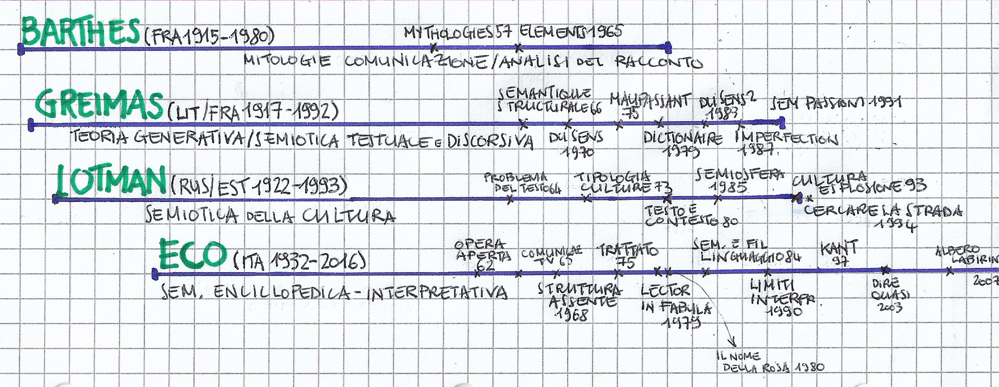 BARTHES (FRA 1915-1980)
MYTHOLOGIES 57 ELEMENTS 1965
MITOLOGIE COMUNICAZIONE/ANALISI DEL RACCONTO
GREIMAS (LIT/FRA 1917-1992)
SEMANTIQUE
STRUCTURALE 66
MAUPASSANT
75
DU SENS 2
1983
SEM PASSIONI 1991
TEORIA GENERATIVA/SEMIOTICA TESTUALE E DISCORSIVA
DU SENS
1970
DICTIONAIRE
1979
IMPERFECTION
1987
LOTMAN (RUS/EST 1922-1993)
PROBLEMA
DEL TESTO 64
TIPOLOGIA
CULTURE 73
SEMIOSFERA
1985
CULTURA
ESPLOSIONE 93
SEMIOTICA DELLA CULTURA
TESTO E
CONTESTO 80
CERCARE LA STRADA
1994
ECO (ITA 1932-2016)
OPERA
APERTA
62
COMUNICAZ
TV 65
TRATTATO
75
SEM. E FIL
LINGUAGGIO 84
KANT
97
ALBERO
LABIRIN
2007
SEM. ENCICLOPEDICA - INTERPRETATIVA
STRUTTURA
ASSENTE
1968
LECTOR
IN FABULA
1979
LIMITI
INTERPR.
1990
DIRE
QUASI
2003
IL NOME
DELLA ROSA 1980